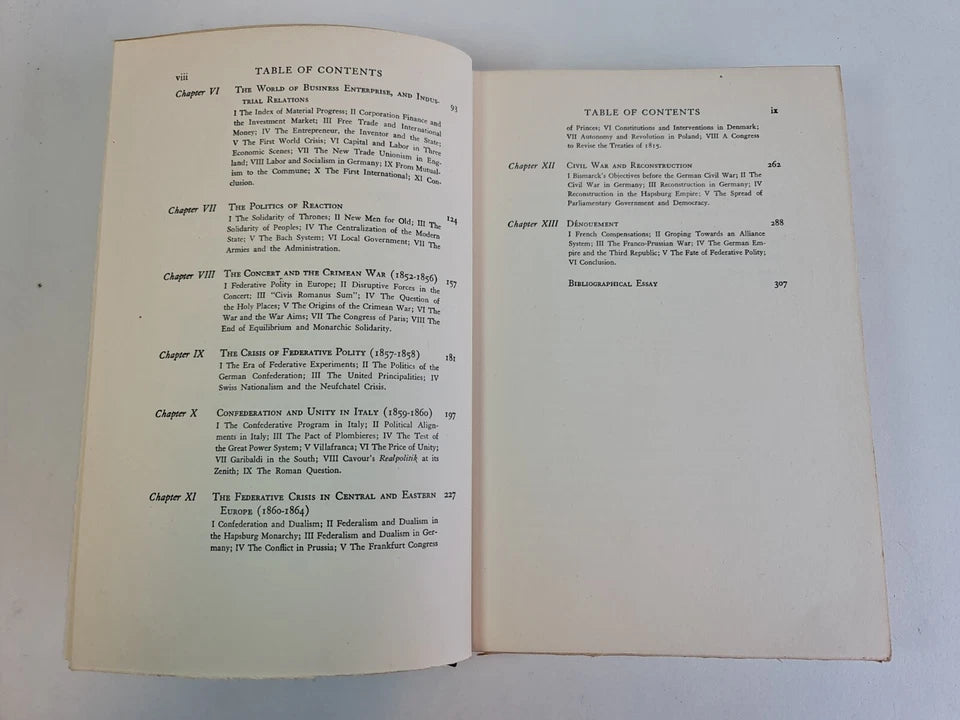 viii
TABLE OF CONTENTS
Chapter VI The World of Business Enterprise, and Indus- 93
trial Relations
I The Index of Material Progress; II Corporation Finance and
the Investment Market; III Free Trade and International
Money; IV The Entrepreneur, the Inventor and the State;
V The First World Crisis; VI Capital and Labor in Three
Economic Scenes; VII The New Trade Unionism in Eng-
land; VIII Labor and Socialism in Germany; IX From Mutual-
ism to the Commune; X The First International; XI Con-
clusion.
Chapter VII The Politics of Reaction 124
I The Solidarity of Thrones; II New Men for Old; III The
Solidarity of Peoples; IV The Centralization of the Modern
State; V The Bach System; VI Local Government; VII The
Armies and the Administration.
Chapter VIII The Concert and the Crimean War (1852-1856) 157
I Federative Polity in Europe; II Disruptive Forces in the
Concert; III "Civis Romanus Sum"; IV The Question of
the Holy Places; V The Origins of the Crimean War; VI The
War and the War Aims; VII The Congress of Paris; VIII The
End of Equilibrium and Monarchic Solidarity.
Chapter IX The Crisis of Federative Polity (1857-1858) 181
I The Era of Federative Experiments; II The Politics of the
German Confederation; III The United Principalities; IV
Swiss Nationalism and the Neufchatel Crisis.
Chapter X Confederation and Unity in Italy (1859-1860) 197
I The Confederative Program in Italy; II Political Align-
ments in Italy; III The Pact of Plombieres; IV The Test of
the Great Power System; V Villafranca; VI The Price of Unity;
VII Garibaldi in the South; VIII Cavour's Realpolitik at its
Zenith; IX The Roman Question.
Chapter XI The Federative Crisis in Central and Eastern 227
Europe (1860-1864)
I Confederation and Dualism; II Federalism and Dualism in
the Hapsburg Monarchy; III Federalism and Dualism in Ger-
many; IV The Conflict in Prussia; V The Frankfurt Congress
TABLE OF CONTENTS ix
of Princes; VI Constitutions and Interventions in Denmark;
VII Autonomy and Revolution in Poland; VIII A Congress
to Revise the Treaties of 1815.
Chapter XII Civil War and Reconstruction 262
I Bismarck's Objectives before the German Civil War; II The
Civil War in Germany; III Reconstruction in Germany; IV
Reconstruction in the Hapsburg Empire; V The Spread of
Parliamentary Government and Democracy.
Chapter XIII Dénouement 288
I French Compensations; II Groping Towards an Alliance
System; III The Franco-Prussian War; IV The German Em-
pire and the Third Republic; V The Fate of Federative Polity;
VI Conclusion.
Bibliographical Essay 307